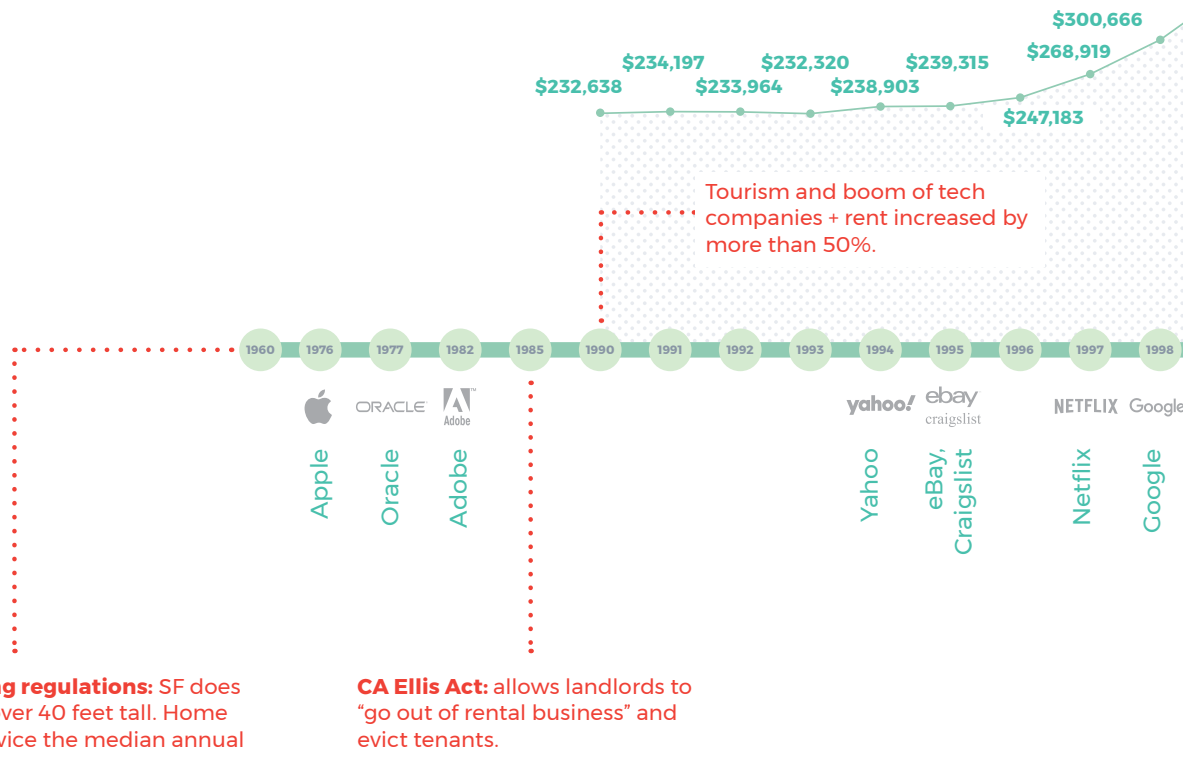 $300,666
$268,919
$234,197
$232,320
$239,315
$232,638
$233,964
$238,903
$247,183
Tourism and boom of tech
companies + rent increased by
more than 50%.
1960 1976 1977 1982 1985 1990 1991 1992 1993 1994 1995 1996 1997 1998
ORACLE
Adobe
yahoo!
ebay
craigslist
NETFLIX
Google
Apple
Oracle
Adobe
Yahoo
eBay,
Craigslist
Netflix
Google
regulations: SF does
40 feet tall. Home
the median annual
CA Ellis Act: allows landlords to
“go out of rental business” and
evict tenants.